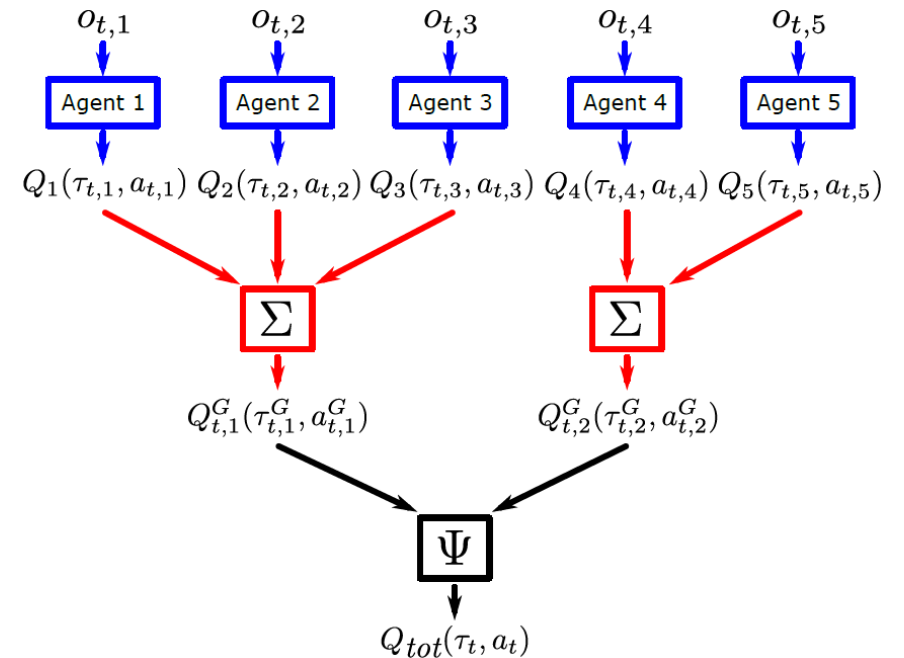 o_{t,1} o_{t,2} o_{t,3} o_{t,4} o_{t,5}
Agent 1 Agent 2 Agent 3 Agent 4 Agent 5
Q_1(τ_{t,1}, a_{t,1}) Q_2(τ_{t,2}, a_{t,2}) Q_3(τ_{t,3}, a_{t,3}) Q_4(τ_{t,4}, a_{t,4}) Q_5(τ_{t,5}, a_{t,5})
Σ Σ
Q^G_{t,1}(τ^G_{t,1}, a^G_{t,1}) Q^G_{t,2}(τ^G_{t,2}, a^G_{t,2})
Ψ
Q_{tot}(τ_t, a_t)